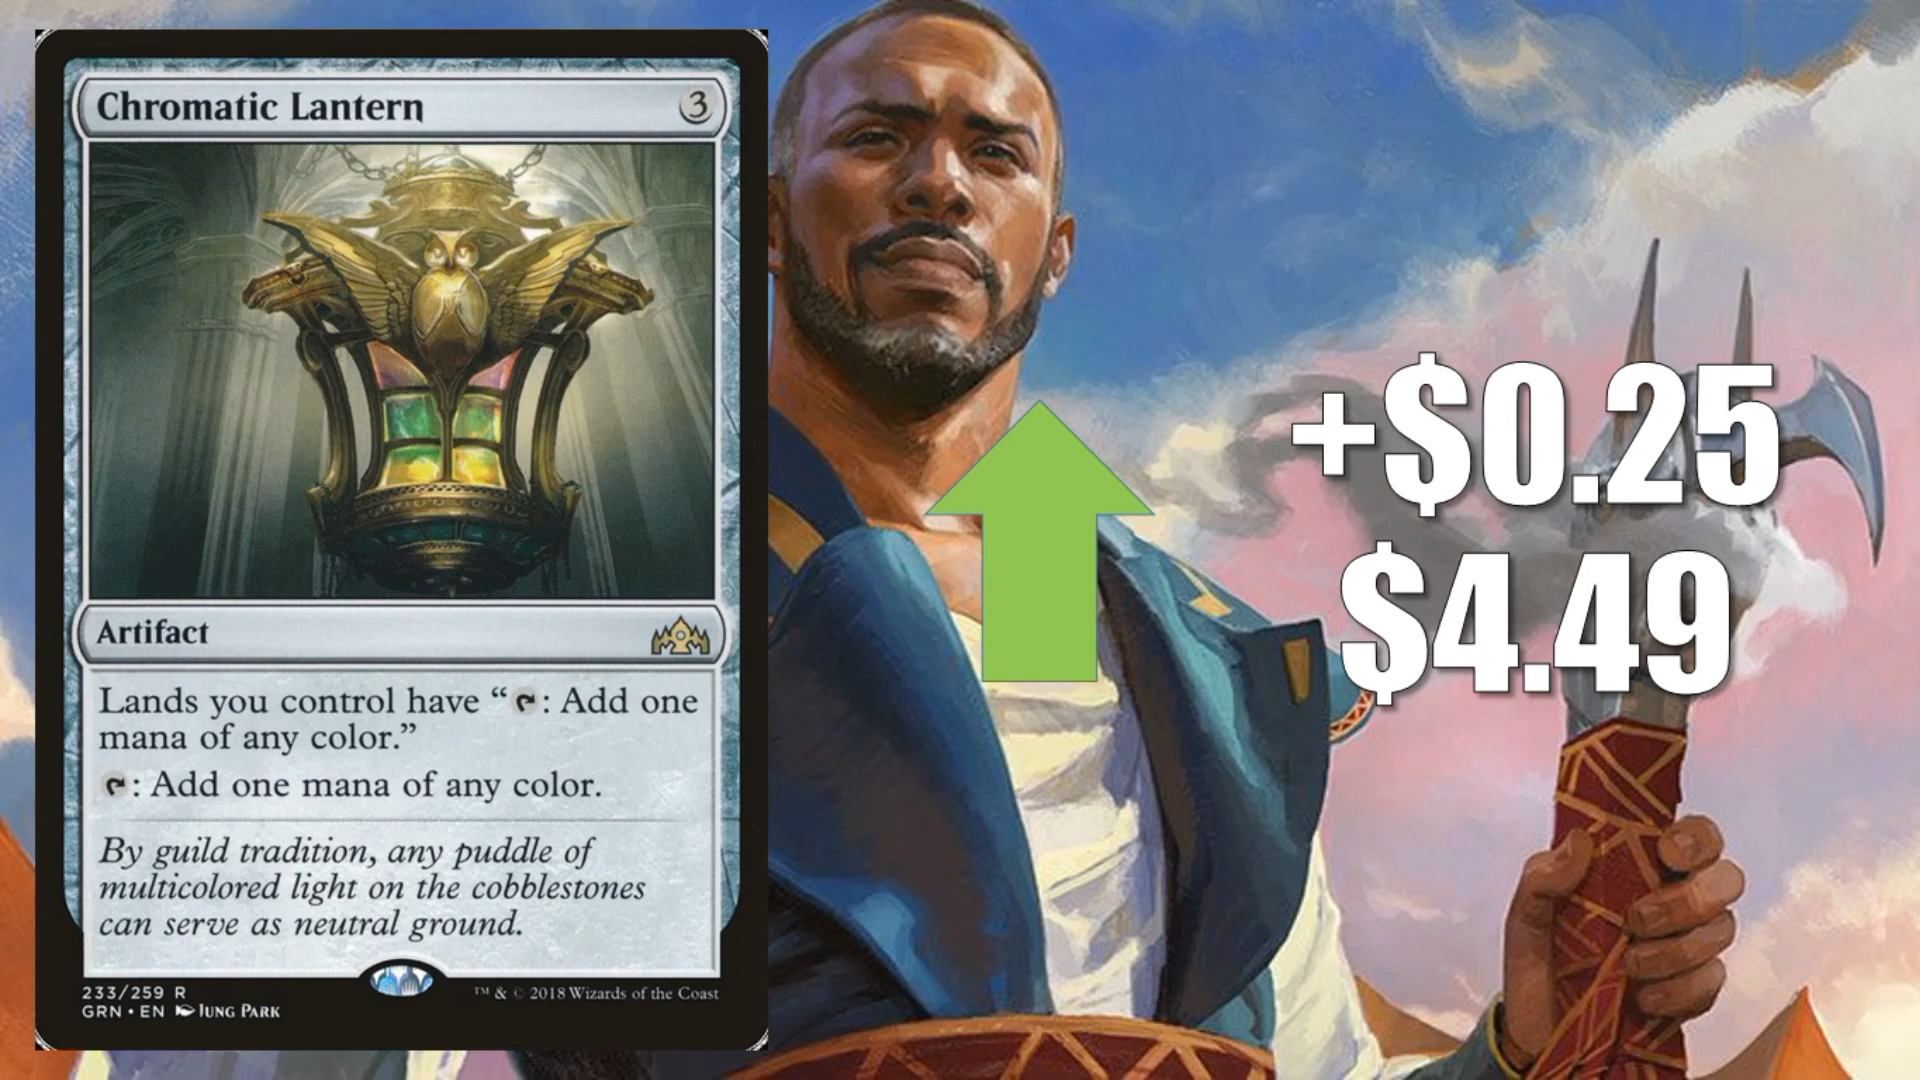 Chromatic Lantern 3
Artifact
Lands you control have “ : Add one
mana of any color.”
: Add one mana of any color.
By guild tradition, any puddle of
multicolored light on the cobblestones
can serve as neutral ground.
233/259 R
GRN • EN JUNG PARK
™ & © 2018 Wizards of the Coast
+$0.25
$4.49